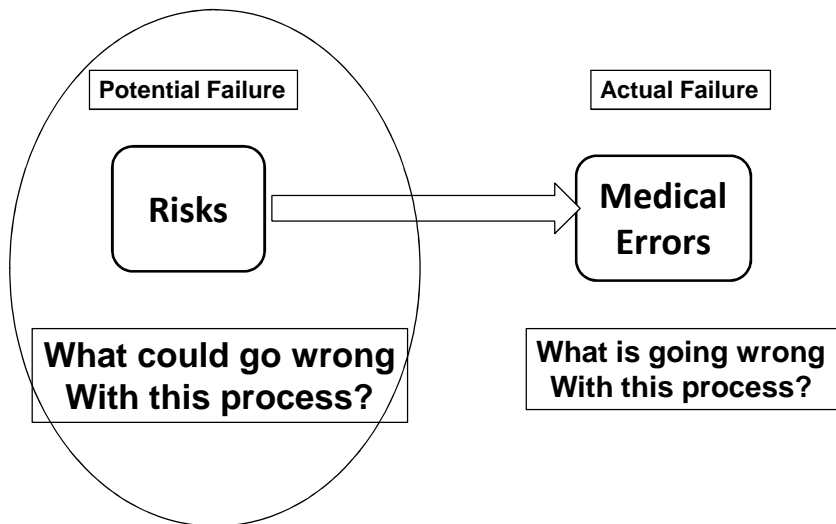 Potential Failure
Actual Failure
Risks
Medical
Errors
What could go wrong
With this process?
What is going wrong
With this process?